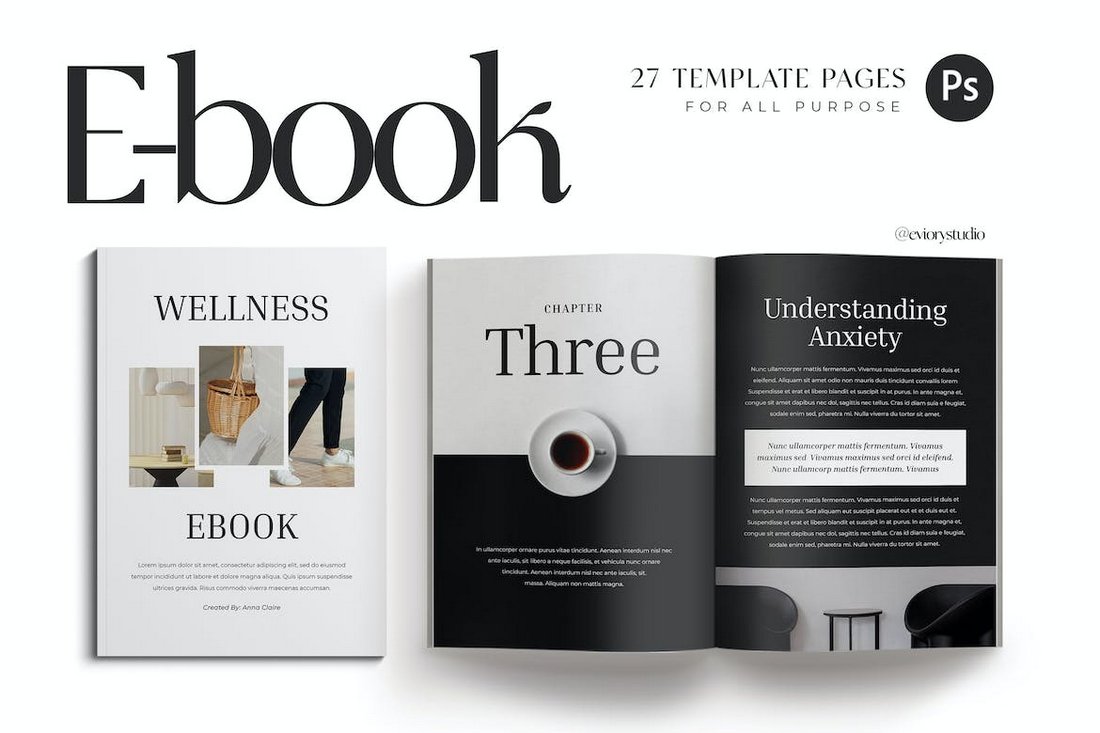 E-book
27 TEMPLATE PAGES
FOR ALL PURPOSE
Ps
@eviorystudio
WELLNESS
EBOOK
Lorem ipsum dolor sit amet, consectetur adipiscing elit, sed do eiusmod
tempor incididunt ut labore et dolore magna aliqua. Quis ipsum suspendisse
ultrices gravida. Risus commodo viverra maecenas accumsan.
Created By: Anna Claire
CHAPTER
Three
In ullamcorper ornare purus vitae tincidunt. Aenean interdum nisl nec
ante iaculis, sit libero a neque facilisis, et vehicula nunc ornare
tincidunt. Aenean interdum nisl nec ante iaculis, sit.
massa. Aliquam non mattis magna.
Understanding
Anxiety
Nunc ullamcorper mattis fermentum. Vivamus maximus sed orci id duis et
eleifend. Aliquam sit amet odio non mauris duis tincidunt convallis lorem
Suspendisse et erat et libero blandit et suscipit in at purus. In ante magna et,
congue sit amet dapibus nec dol, sagittis nec tellus. Cras id diam suia e feugiat,
sodale enim sed, pharetra mi. Nulla viverra du tortor sit amet.
Nunc ullamcorper mattis fermentum. Vivamus
maximus sed Vivamus maximus sed orci id eleifend.
Nunc ullamcorp mattis fermentum. Vivamus
Nunc ullamcorper mattis fermentum. Vivamus maximus sed orci id duis et
tempus vel metus. Sed aliquam eut suscipit placerat eut et et duis eut et.
Suspendisse et erat et libero blandit et suscipit in at purus. In ante magna et,
congue sit amet dapibus nec dol, sagittis nec tellus. Cras id diam suia e feugiat,
sodale enim sed, pharetra mi. Nulla viverra du tortor sit amet.